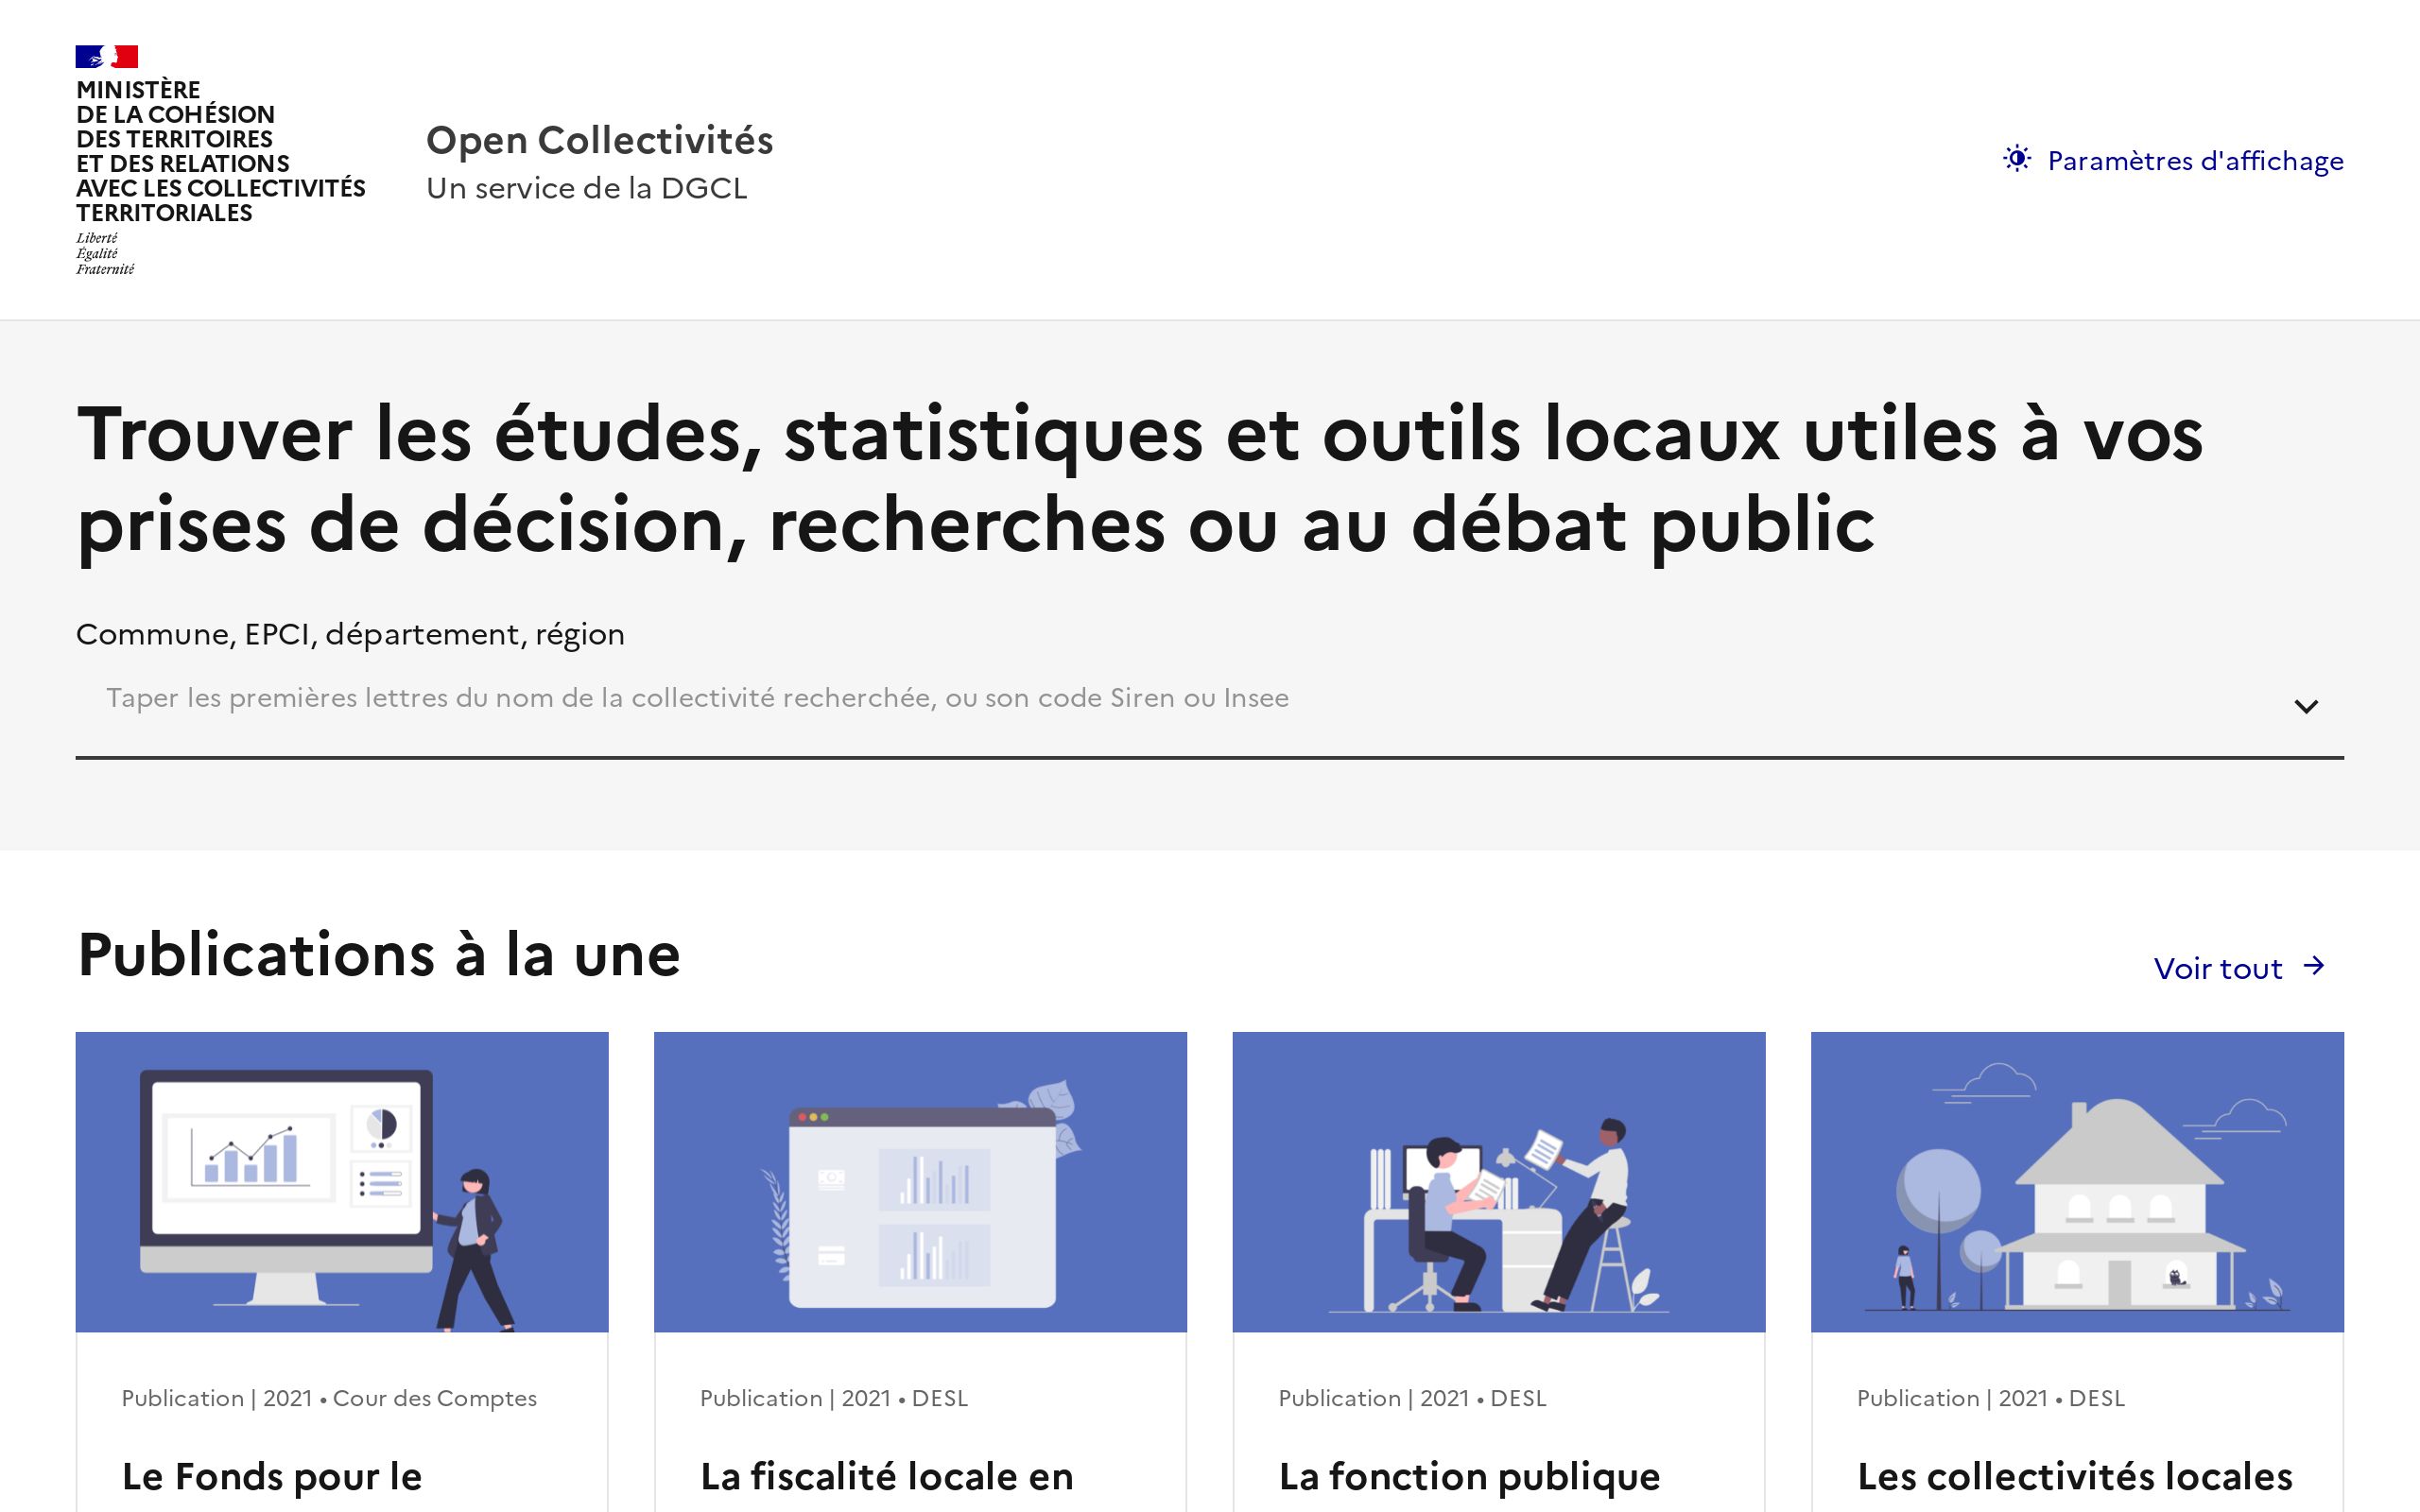 MINISTÈRE
DE LA COHÉSION
DES TERRITOIRES
ET DES RELATIONS
AVEC LES COLLECTIVITÉS
TERRITORIALES
Liberté
Égalité
Fraternité
Open Collectivités
Un service de la DGCL
Paramètres d'affichage
Trouver les études, statistiques et outils locaux utiles à vos
prises de décision, recherches ou au débat public
Commune, EPCI, département, région
Taper les premières lettres du nom de la collectivité recherchée, ou son code Siren ou Insee
Publications à la une
Voir tout
Publication | 2021 • Cour des Comptes
Le Fonds pour le
Publication | 2021 • DESL
La fiscalité locale en
Publication | 2021 • DESL
La fonction publique
Publication | 2021 • DESL
Les collectivités locales